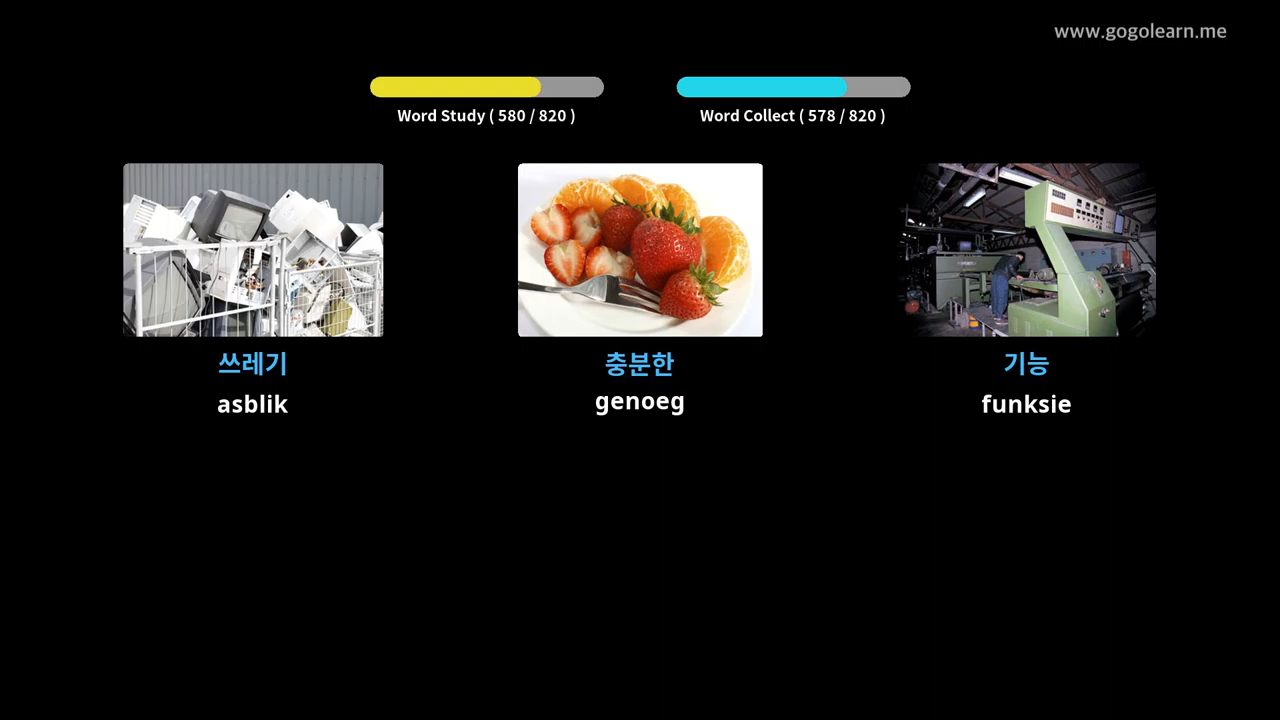 www.gogolearn.me
Word Study ( 580 / 820 )
Word Collect ( 578 / 820 )
쓰레기
asblik
충분한
genoeg
기능
funksie